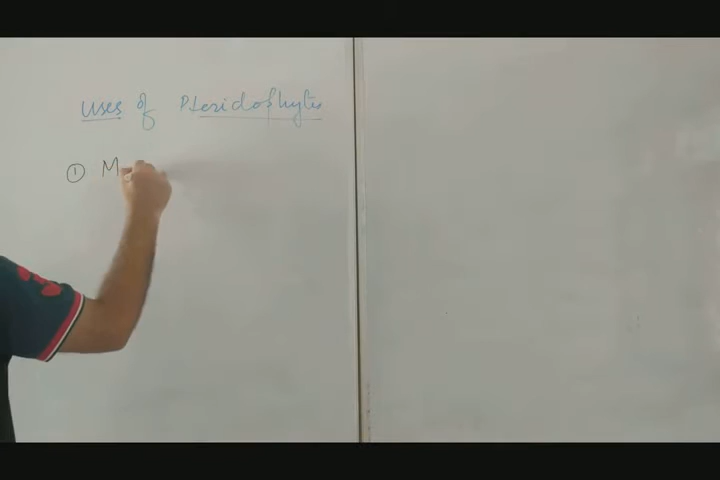 Uses of Pteridophytes
① M